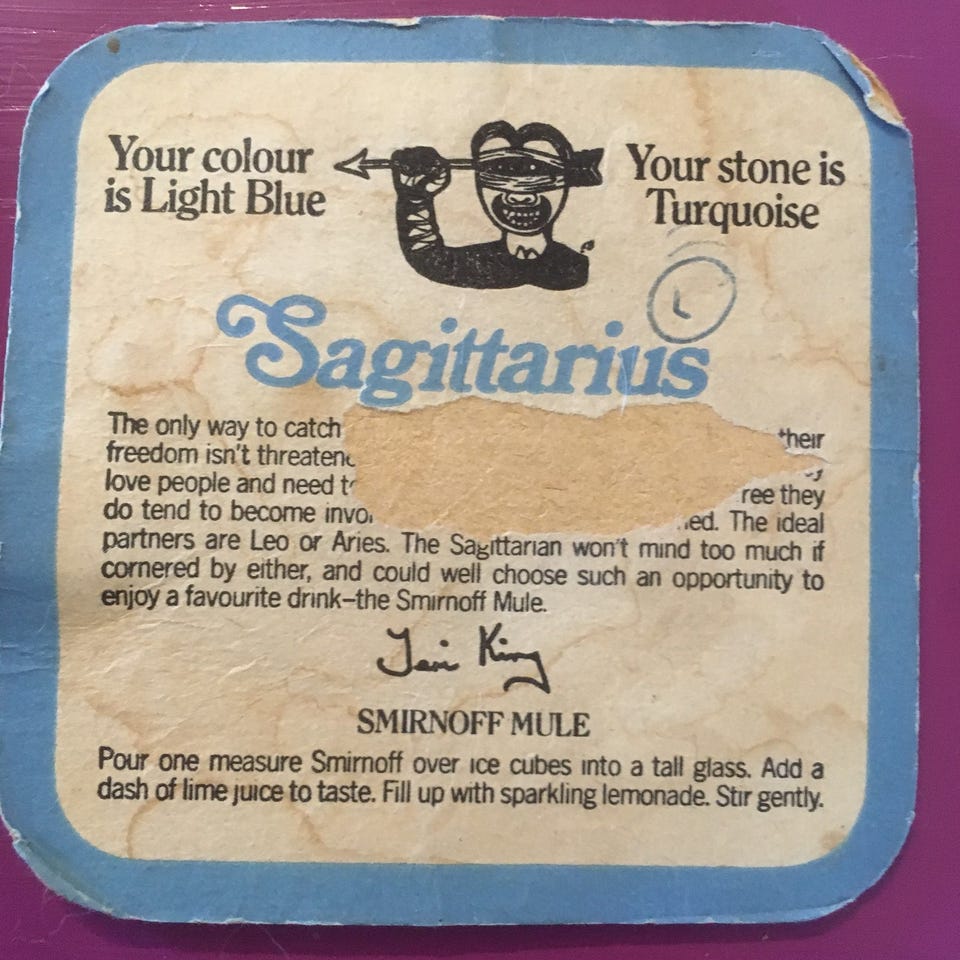 Your colour
is Light Blue
Your stone is
Turquoise
L
Sagittarius
The only way to catch their
freedom isn't
love people and need they
do tend to become The ideal
partners are Leo or Aries. The Sagittarian won't mind too much if
cornered by either, and could well choose such an opportunity to
enjoy a favourite drink–the Smirnoff Mule.
Teri King
SMIRNOFF MULE
Pour one measure Smirnoff over ice cubes into a tall glass. Add a
dash of lime juice to taste. Fill up with sparkling lemonade. Stir gently.